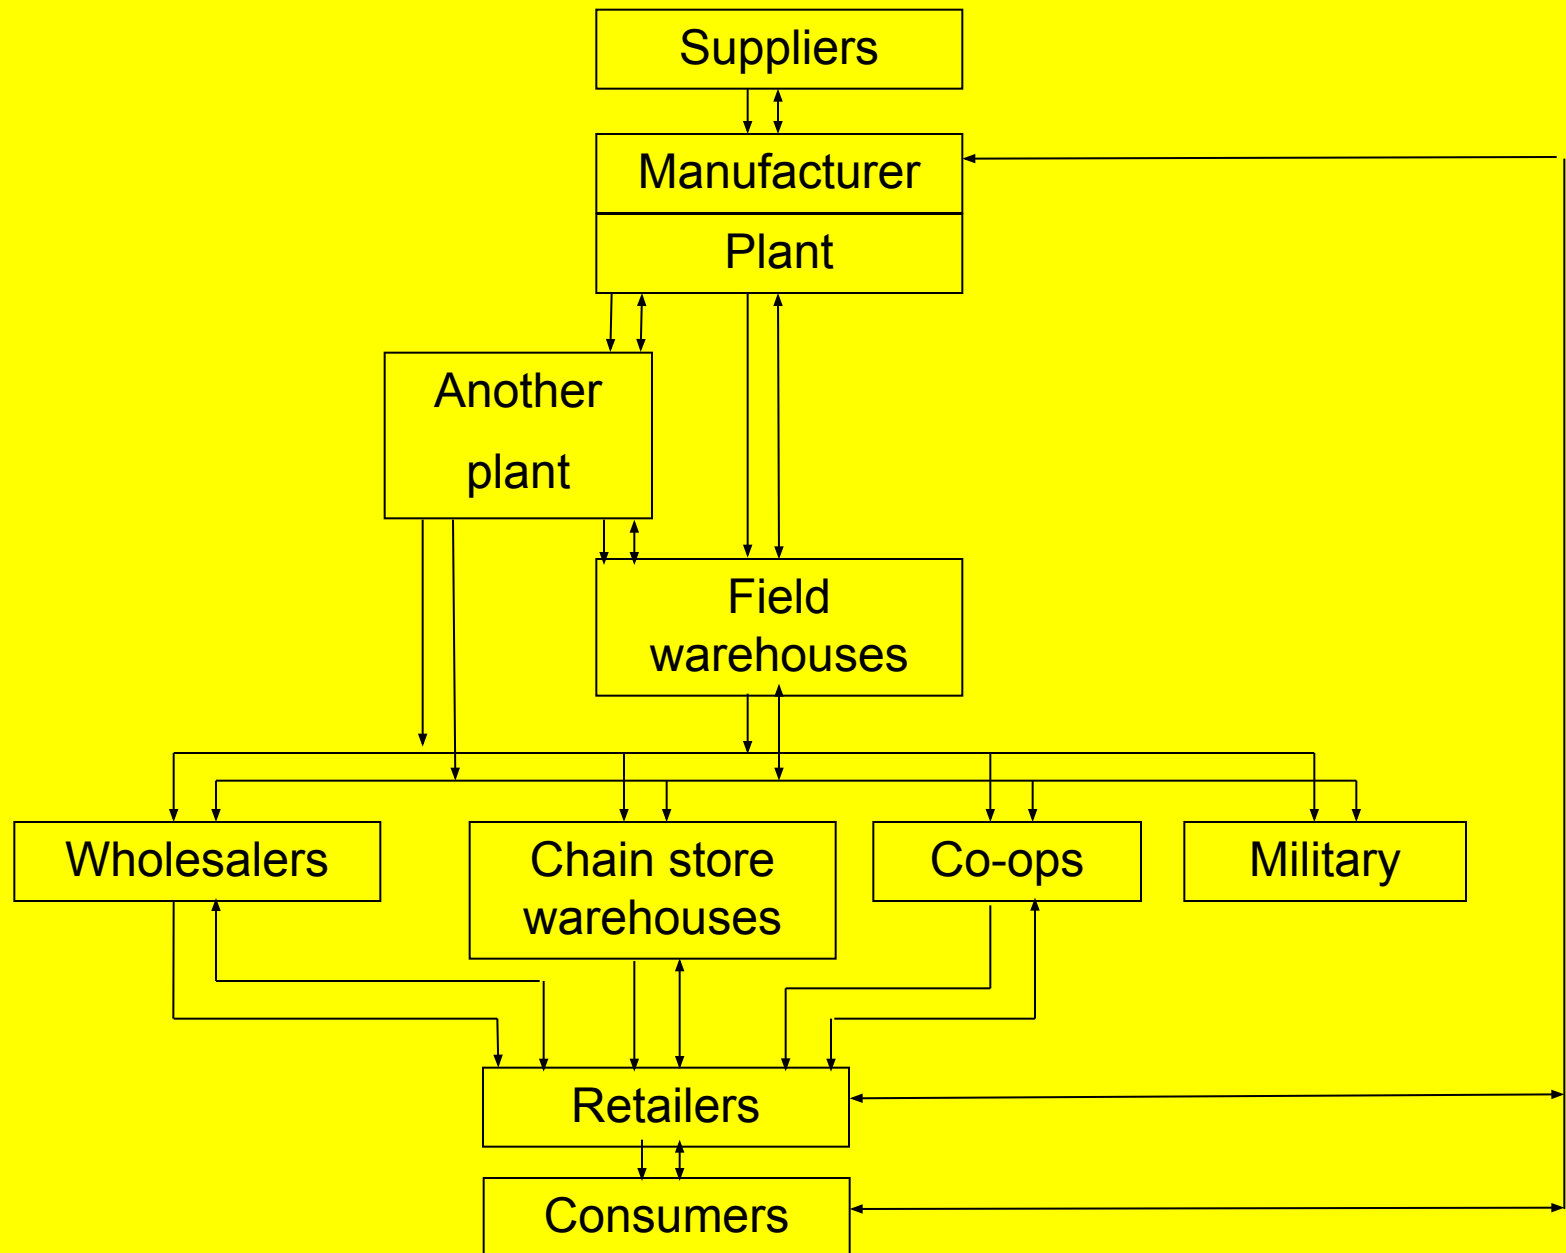 Suppliers
Manufacturer
Plant
Another
plant
Field
warehouses
Wholesalers
Chain store
warehouses
Co-ops
Military
Retailers
Consumers